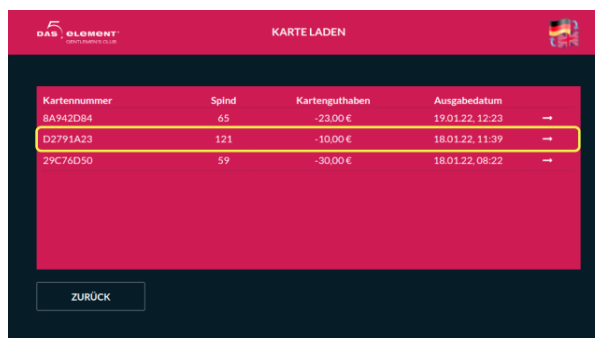 DAS 5 ELEMENT
GENTLEMEN'S CLUB
KARTE LADEN
Kartennummer Spind Kartenguthaben Ausgabedatum
8A942D84 65 -23,00 € 19.01.22, 12:23 →
D2791A23 121 -10,00 € 18.01.22, 11:39 →
29C76D50 59 -30,00 € 18.01.22, 08:22 →
ZURÜCK